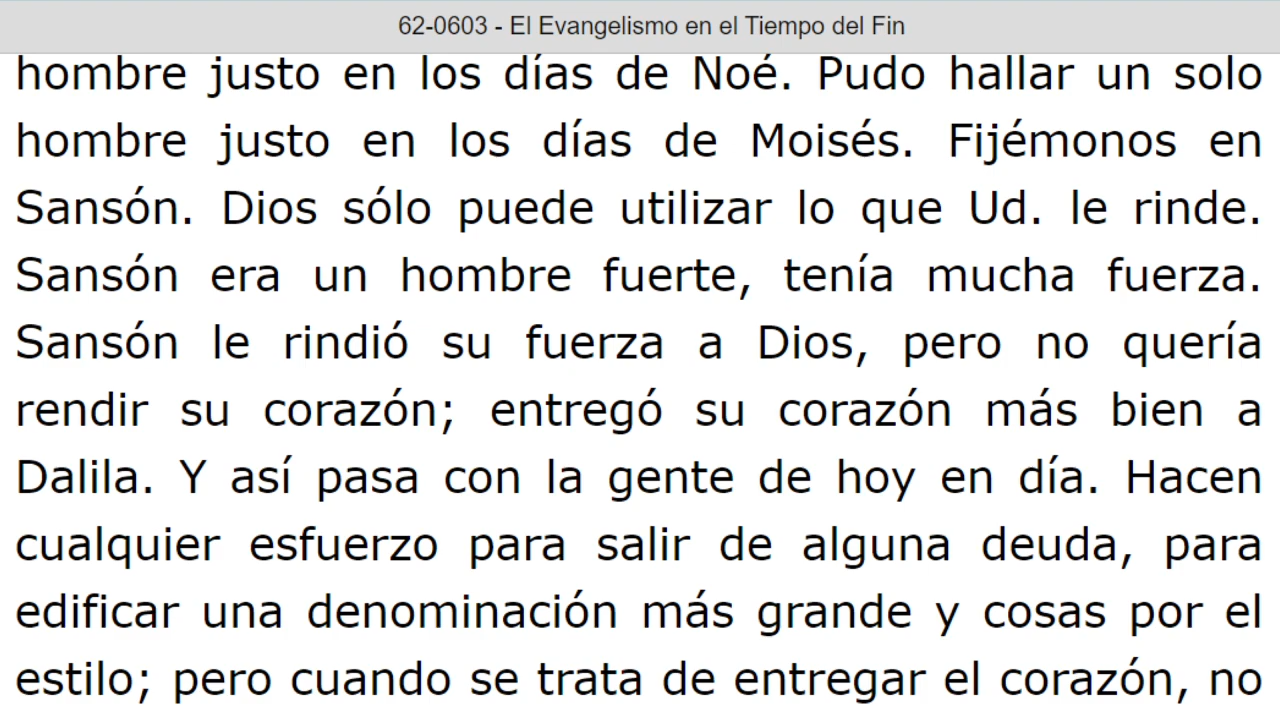 62-0603 - El Evangelismo en el Tiempo del Fin
hombre justo en los días de Noé. Pudo hallar un solo
hombre justo en los días de Moisés. Fijémonos en
Sansón. Dios sólo puede utilizar lo que Ud. le rinde.
Sansón era un hombre fuerte, tenía mucha fuerza.
Sansón le rindió su fuerza a Dios, pero no quería
rendir su corazón; entregó su corazón más bien a
Dalila. Y así pasa con la gente de hoy en día. Hacen
cualquier esfuerzo para salir de alguna deuda, para
edificar una denominación más grande y cosas por el
estilo; pero cuando se trata de entregar el corazón, no